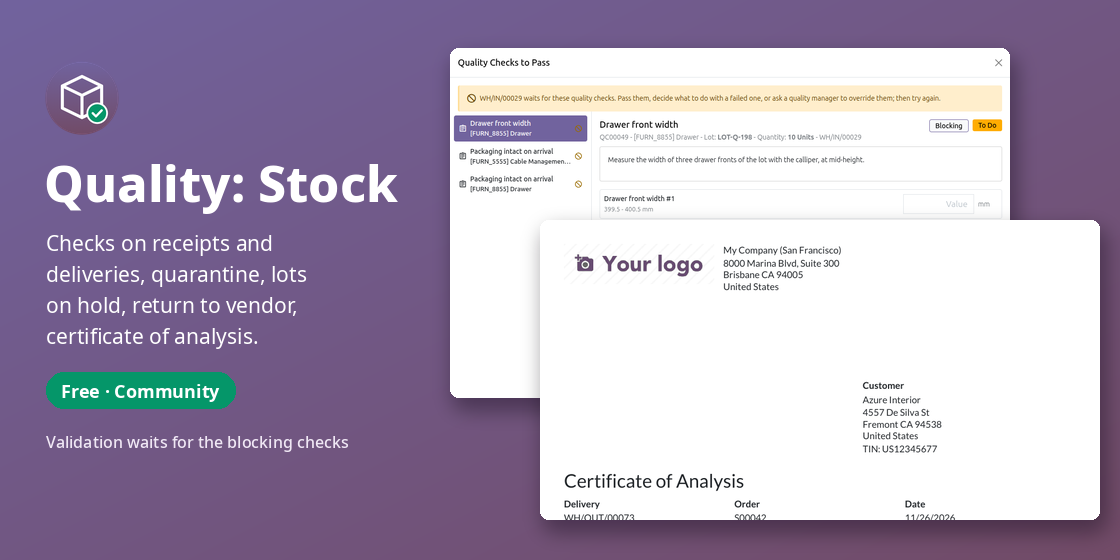 Quality: Stock
Checks on receipts and
deliveries, quarantine, lots
on hold, return to vendor,
certificate of analysis.
Free · Community
Validation waits for the blocking checks
Quality Checks to Pass
WH/IN/00029 waits for these quality checks. Pass them, decide what to do with a failed one, or ask a quality manager to override them; then try again.
Drawer front width
[FURN_8855] Drawer
Packaging intact on arrival
[FURN_5555] Cable Managemen...
Packaging intact on arrival
[FURN_8855] Drawer
Drawer front width
Blocking
To Do
QC00049 - [FURN_8855] Drawer - Lot: LOT-Q-198 - Quantity: 10 Units - WH/IN/00029
Measure the width of three drawer fronts of the lot with the calliper, at mid-height.
Drawer front width #1
399.5 - 400.5 mm
Value
mm
Your logo
My Company (San Francisco)
8000 Marina Blvd, Suite 300
Brisbane CA 94005
United States
Customer
Azure Interior
4557 De Silva St
Fremont CA 94538
United States
TIN: US12345677
Certificate of Analysis
Delivery
Order
Date
WH/OUT/00073
S00042
11/26/2026